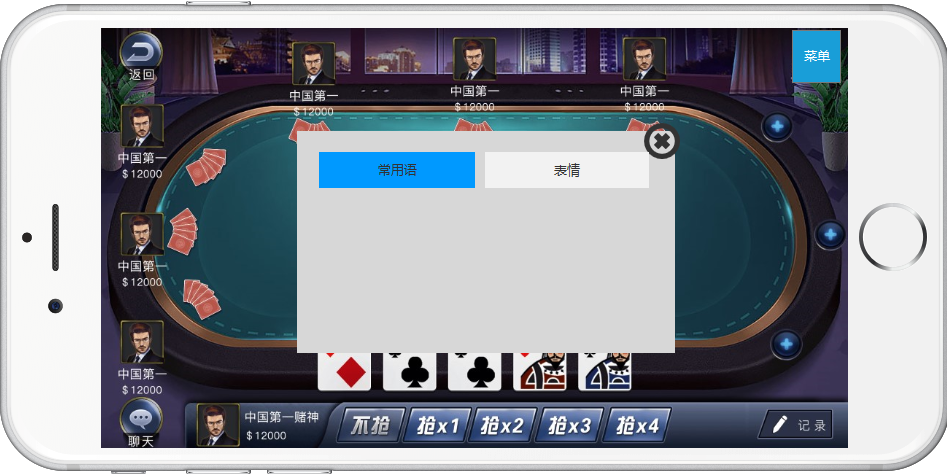 返回
菜单
中国第一
$12000
中国第一
$12000
中国第一
$12000
中国第一
$12000
常用语
表情
中国第一
$12000
中国第一
$12000
聊天
中国第一赌神
$12000
不抢
抢x1
抢x2
抢x3
抢x4
记录